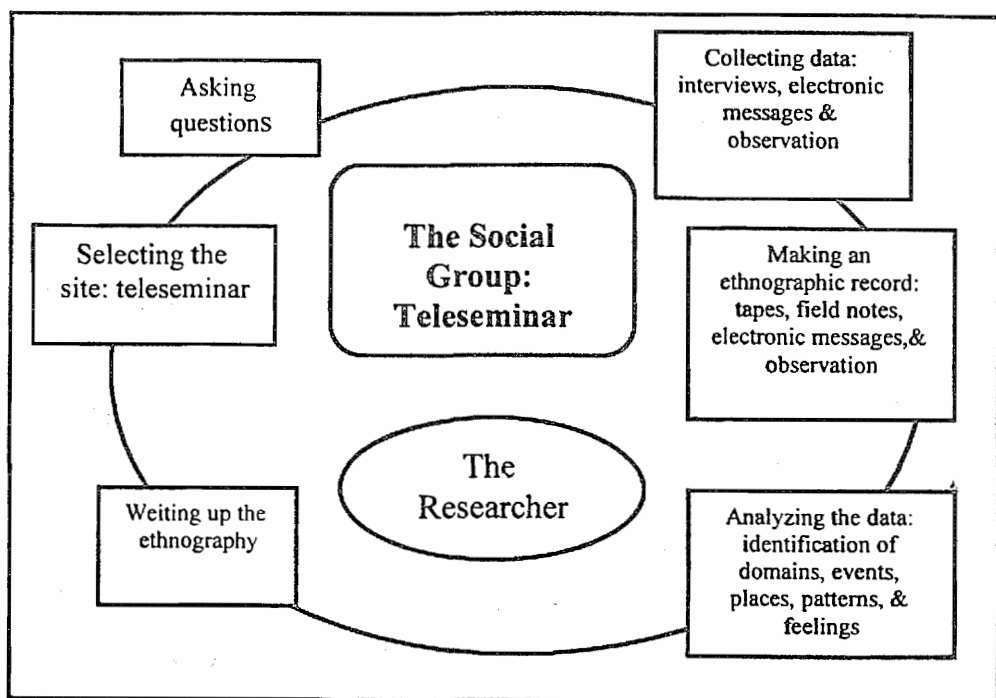 Asking
questions
Collecting data:
interviews, electronic
messages &
observation
Selecting the
site: teleseminar
The Social
Group:
Teleseminar
Making an
ethnographic record:
tapes, field notes,
electronic messages,&
observation
The
Researcher
Weiting up the
ethnography
Analyzing the data:
identification of
domains, events,
places, patterns, &
feelings